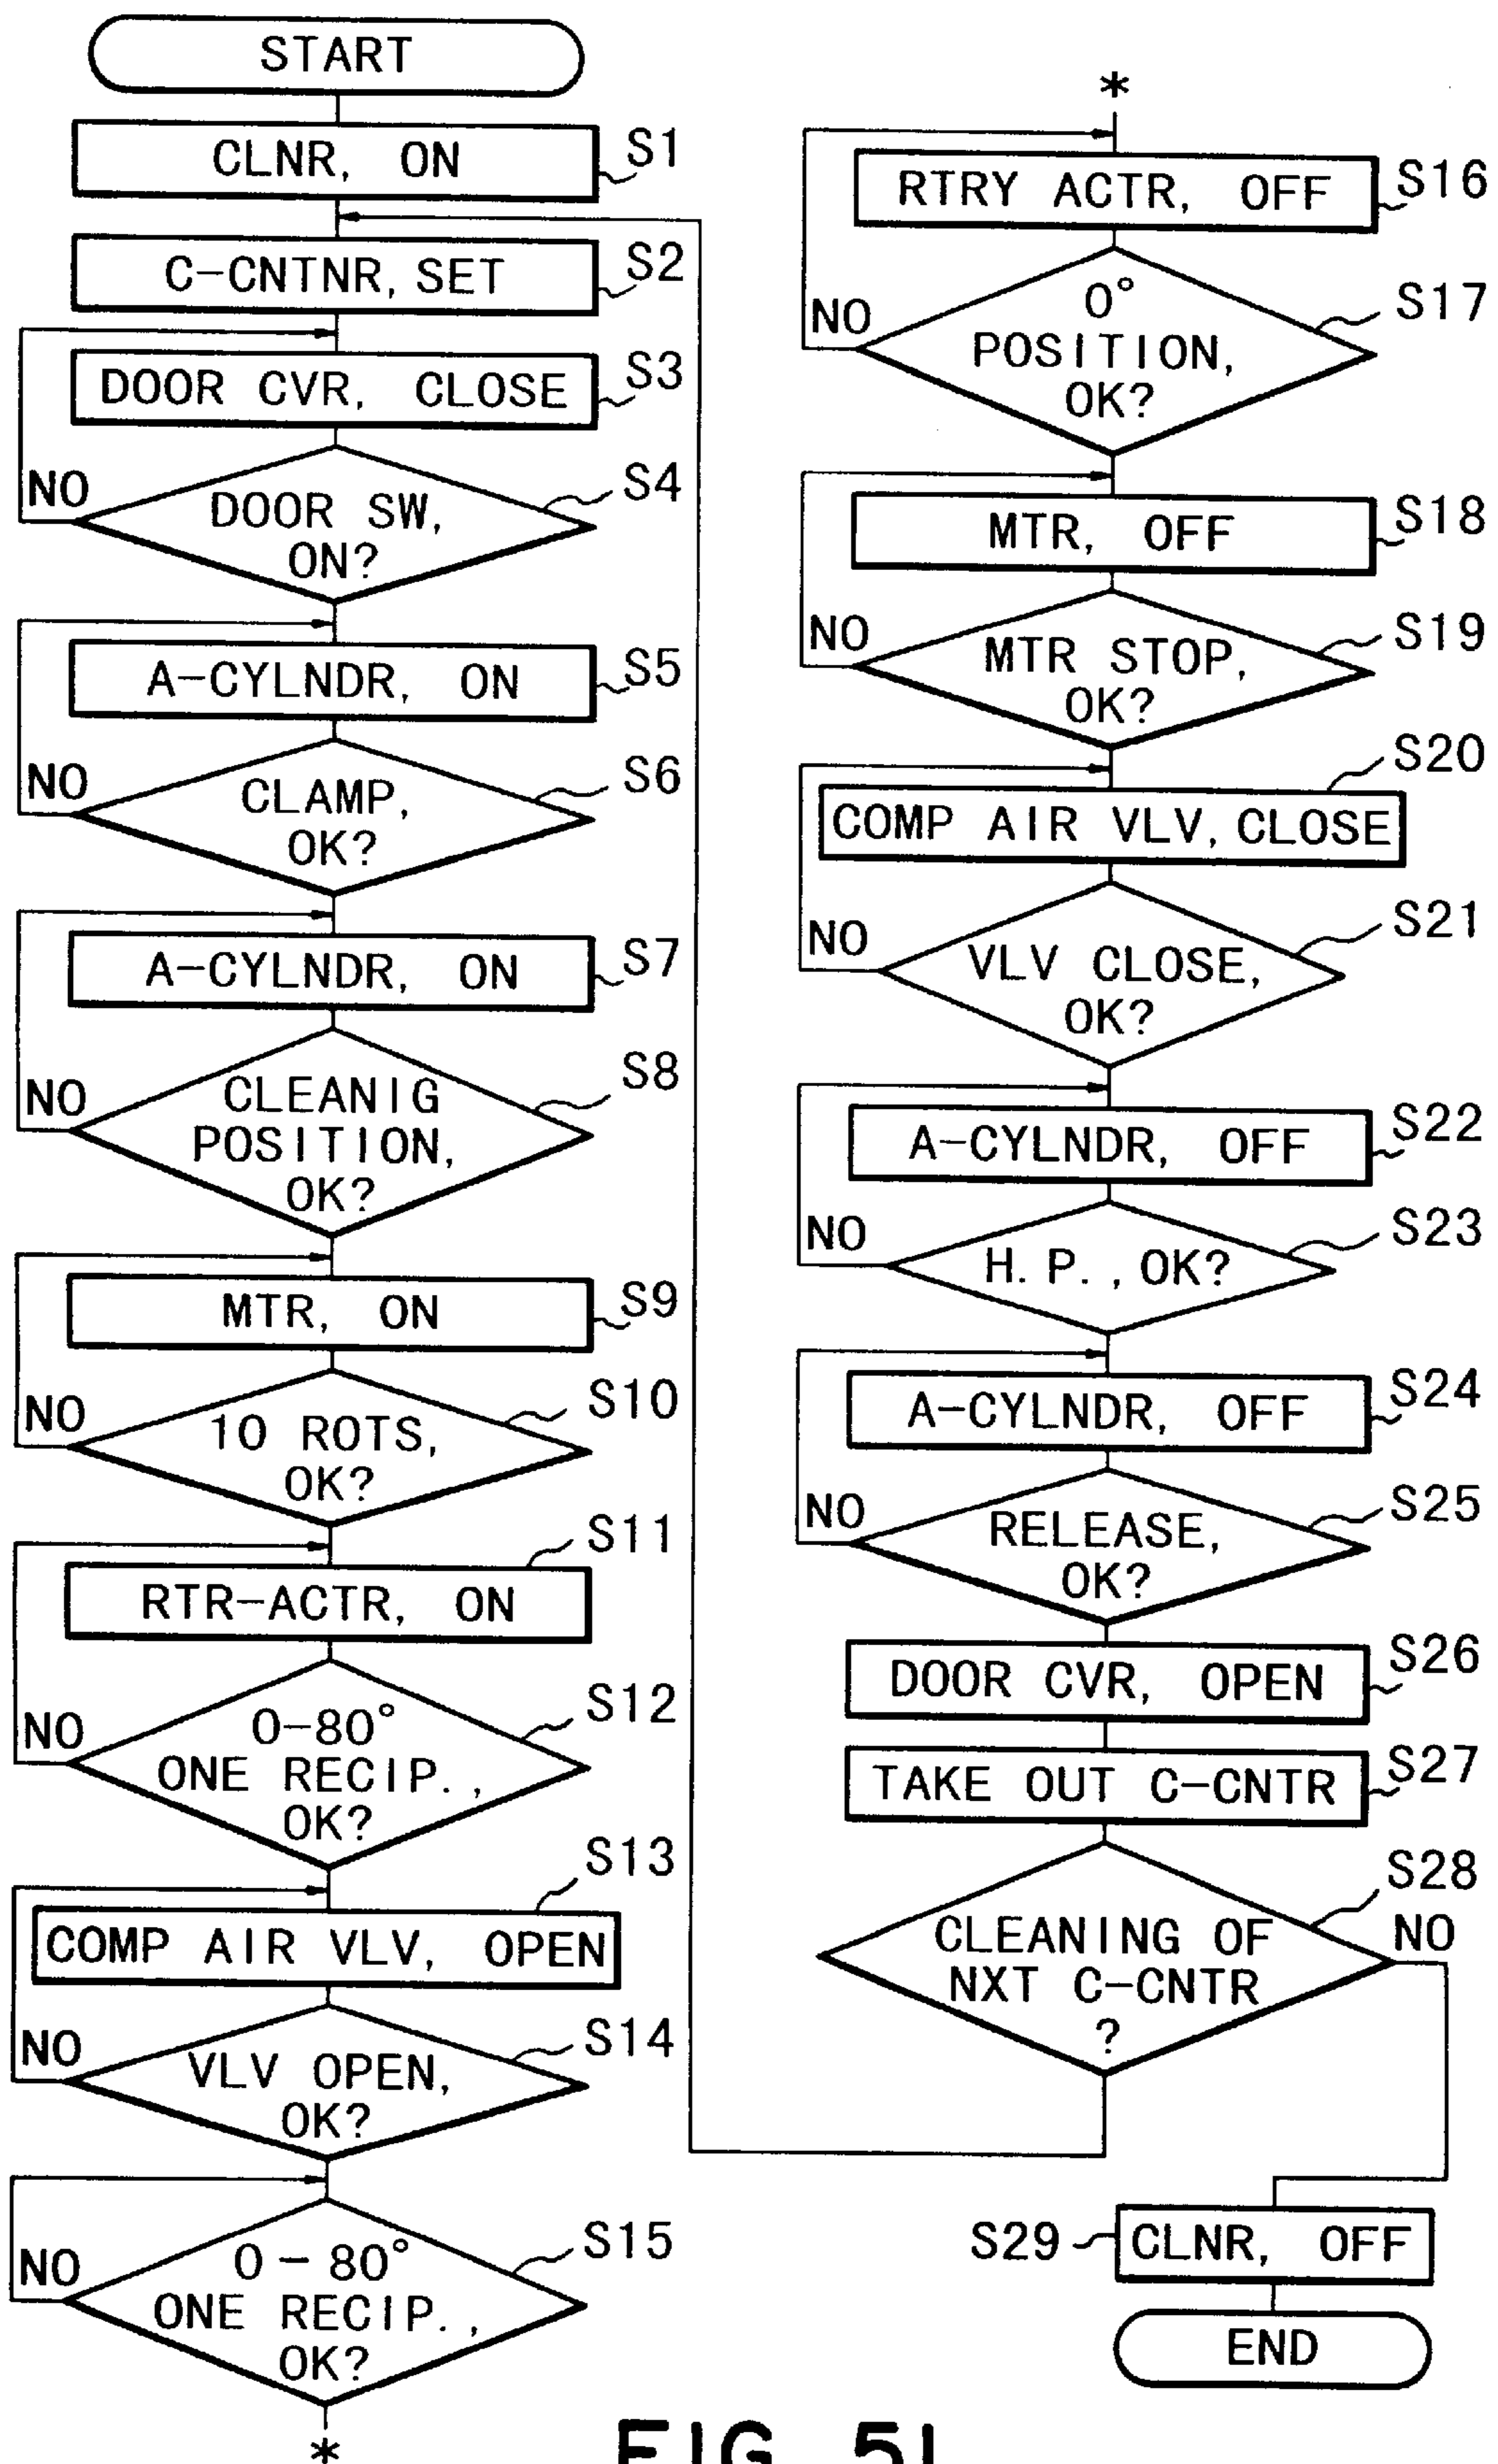 START
CLNR, ON
S1
C-CNTNR, SET
S2
DOOR CVR, CLOSE
S3
DOOR SW,
ON?
S4
NO
A-CYLNDR, ON
S5
CLAMP,
OK?
S6
NO
A-CYLNDR, ON
S7
CLEANIG
POSITION,
OK?
S8
NO
MTR, ON
S9
10 ROTS,
OK?
S10
NO
RTR-ACTR, ON
S11
0-80°
ONE RECIP.,
OK?
S12
NO
COMP AIR VLV, OPEN
S13
VLV OPEN,
OK?
S14
NO
0-80°
ONE RECIP.,
OK?
S15
NO
*
*
RTRY ACTR, OFF
S16
0°
POSITION,
OK?
S17
NO
MTR, OFF
S18
MTR STOP,
OK?
S19
NO
COMP AIR VLV, CLOSE
S20
VLV CLOSE,
OK?
S21
NO
A-CYLNDR, OFF
S22
H.P., OK?
S23
NO
A-CYLNDR, OFF
S24
RELEASE,
OK?
S25
NO
DOOR CVR, OPEN
S26
TAKE OUT C-CNTR
S27
CLEANING OF
NXT C-CNTR
?
S28
NO
S29
CLNR, OFF
END
FIG. 51